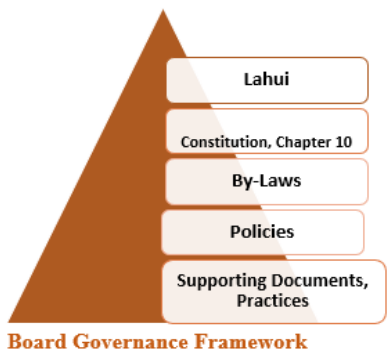 Lahui
Constitution, Chapter 10
By-Laws
Policies
Supporting Documents,
Practices
Board Governance Framework